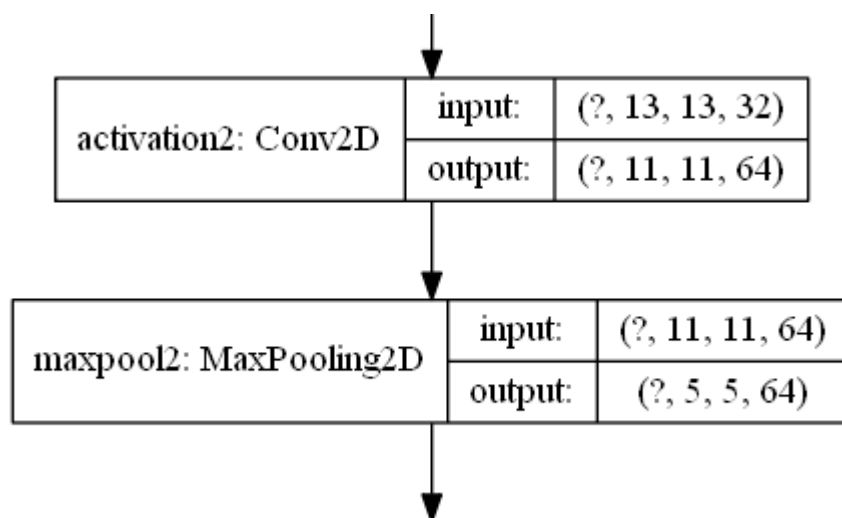 activation2: Conv2D
input: (?, 13, 13, 32)
output: (?, 11, 11, 64)
maxpool2: MaxPooling2D
input: (?, 11, 11, 64)
output: (?, 5, 5, 64)